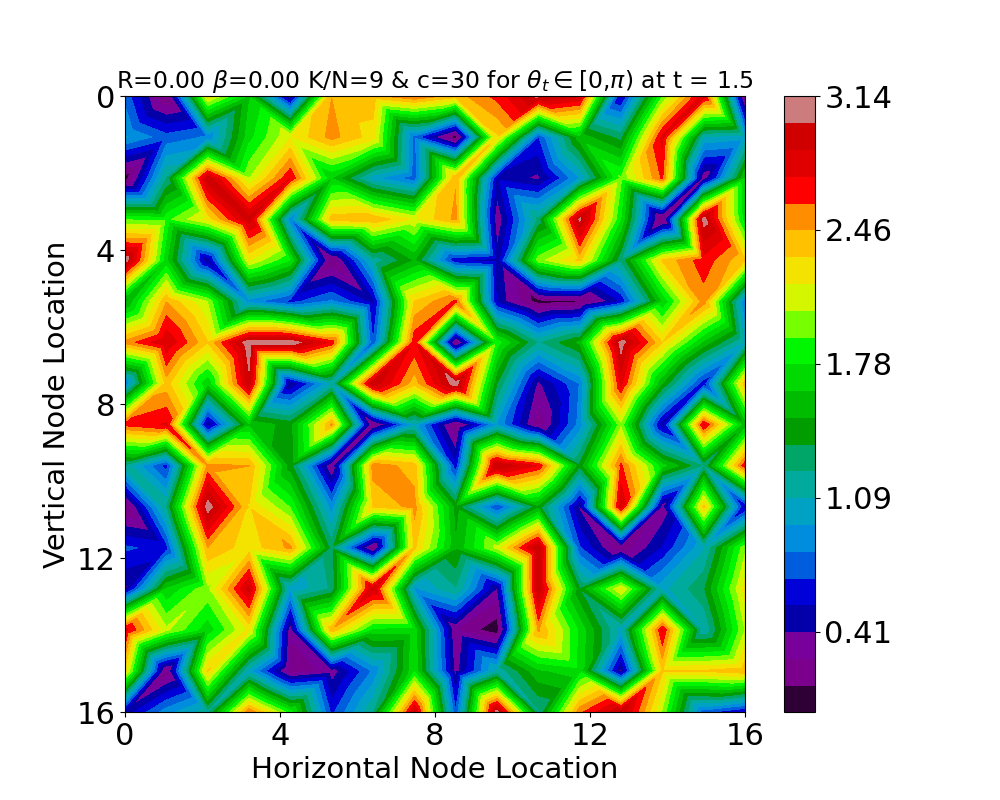 R=0.00 β=0.00 K/N=9 & c=30 for θₜ ∈ [0,π) at t = 1.5
0
4
8
12
16
0 4 8 12 16
Vertical Node Location
Horizontal Node Location
3.14
2.46
1.78
1.09
0.41